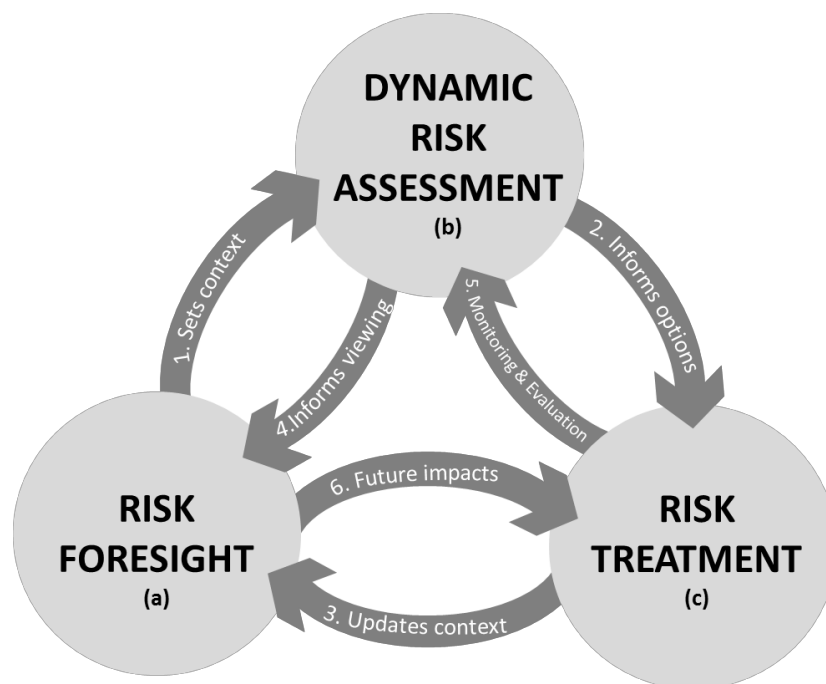 DYNAMIC
RISK
ASSESSMENT
(b)
1. Sets context
2. Informs options
4.Informs viewing
5. Monitoring & Evaluation
6. Future impacts
RISK
FORESIGHT
(a)
RISK
TREATMENT
(c)
3. Updates context